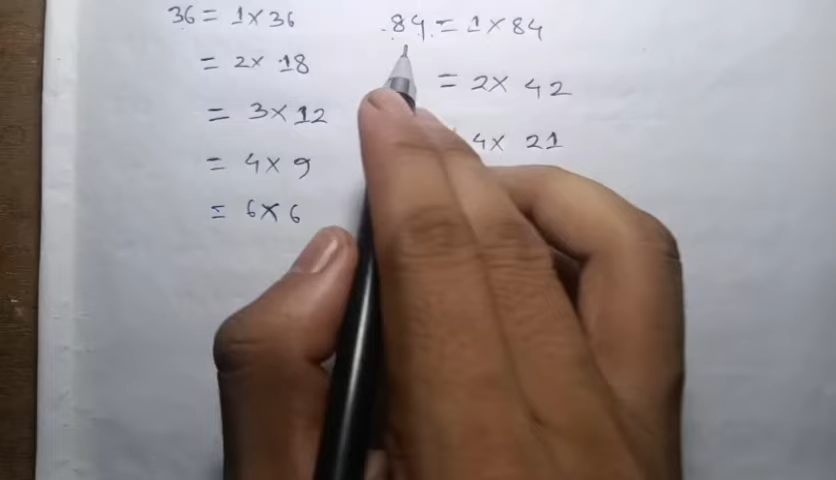 36 = 1 × 36
= 2 × 18
= 3 × 12
= 4 × 9
= 6 × 6
84 = 1 × 84
= 2 × 42
4 × 21